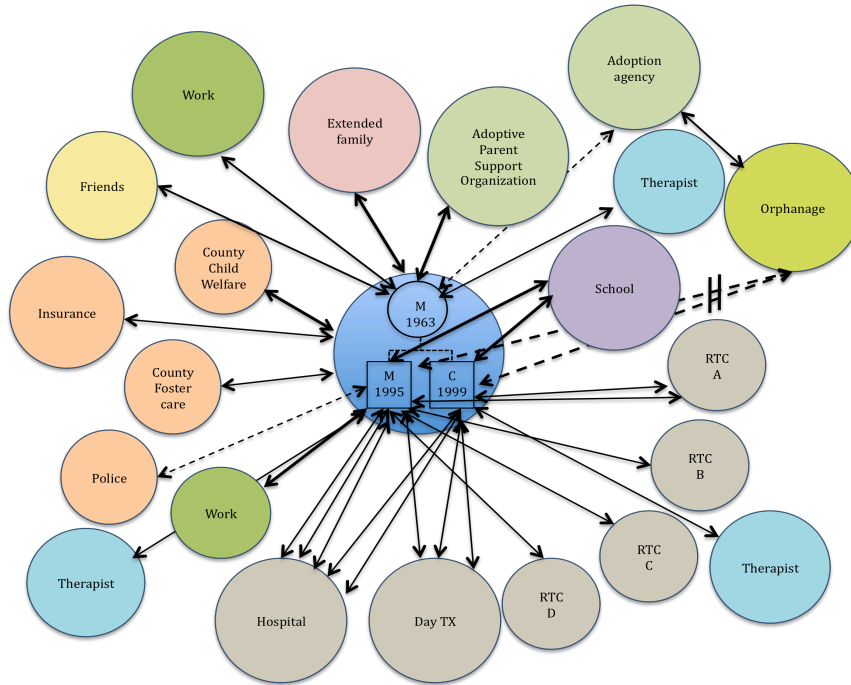 Adoption
agency
Work
Extended
family
Adoptive
Parent
Support
Organization
Friends
Therapist
Orphanage
County
Child
Welfare
School
Insurance
M
1963
RTC
A
County
Foster
care
M
1995
C
1999
RTC
B
Police
Work
RTC
C
Therapist
Therapist
Hospital
Day TX
RTC
D